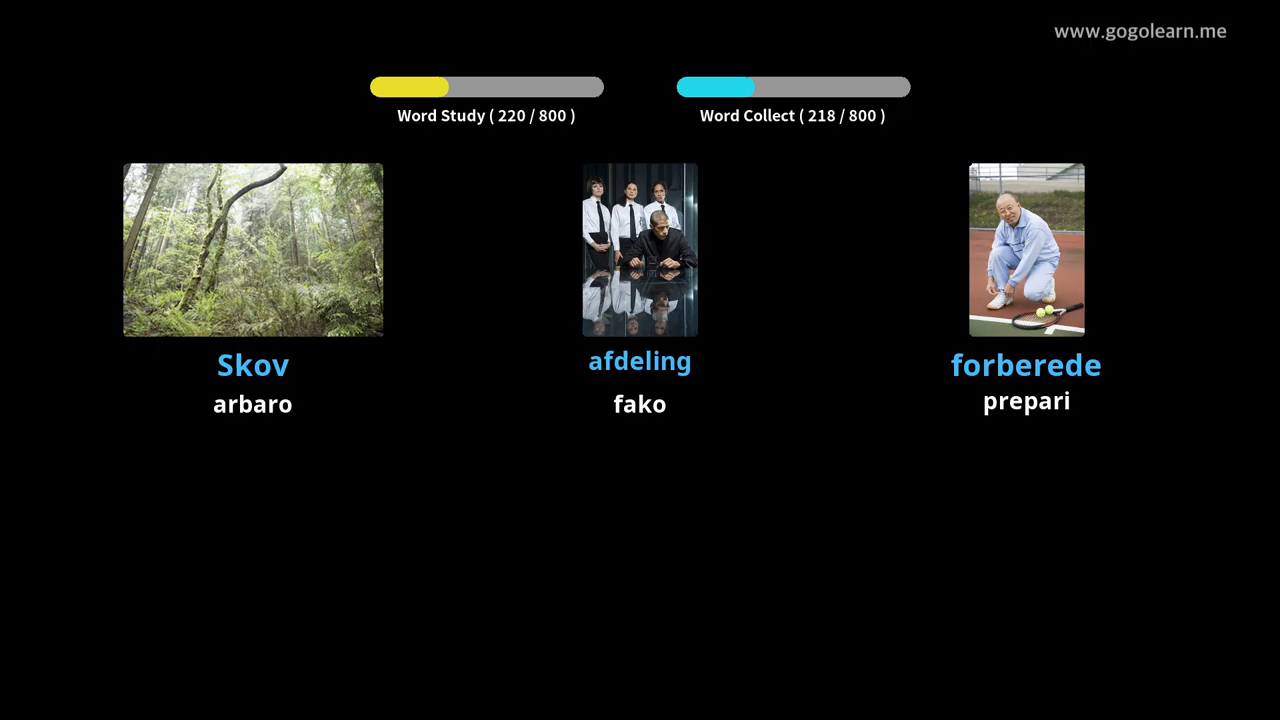 www.gogolearn.me
Word Study ( 220 / 800 )
Word Collect ( 218 / 800 )
Skov
afdeling
forberede
arbaro
fako
prepari